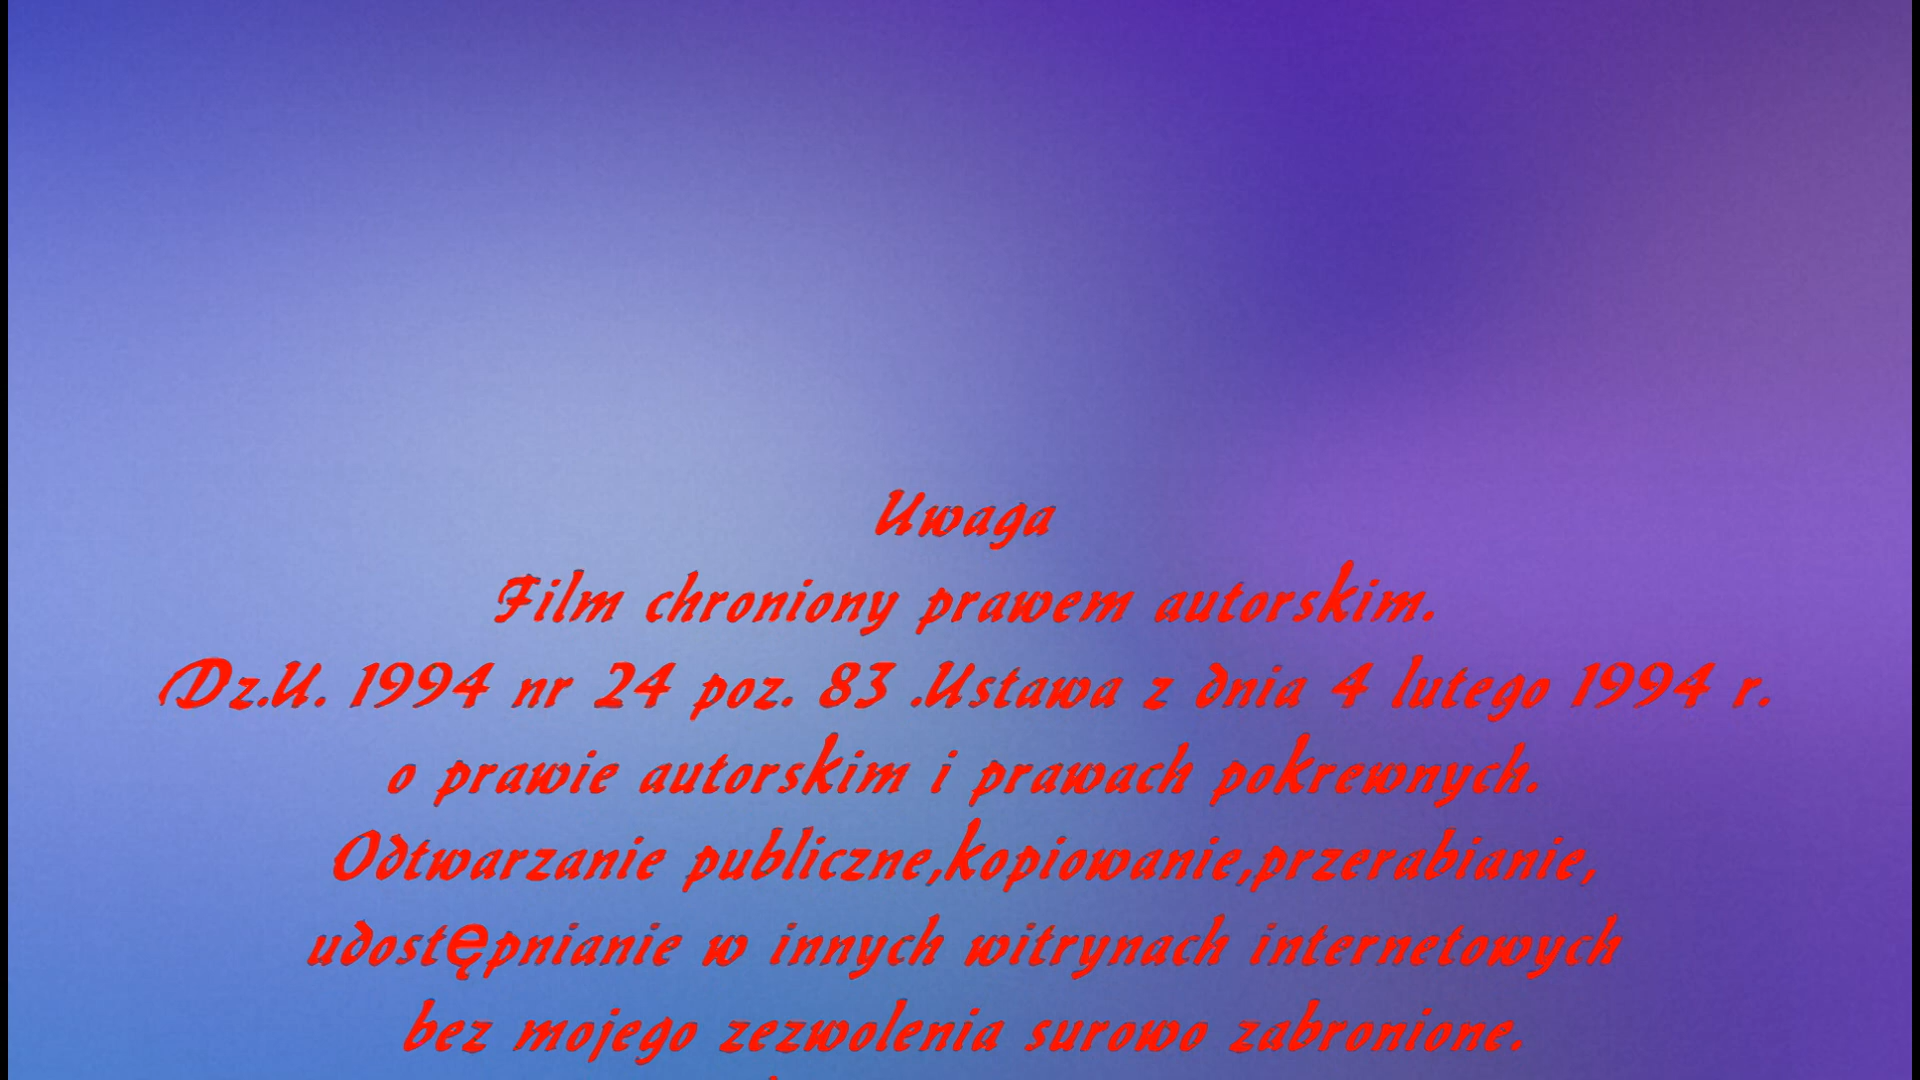 Uwaga
Film chroniony prawem autorskim.
Dz.U. 1994 nr 24 poz. 83 .Ustawa z dnia 4 lutego 1994 r.
o prawie autorskim i prawach pokrewnych.
Odtwarzanie publiczne,kopiowanie,przerabianie,
udostępnianie w innych witrynach internetowych
bez mojego zezwolenia surowo zabronione.